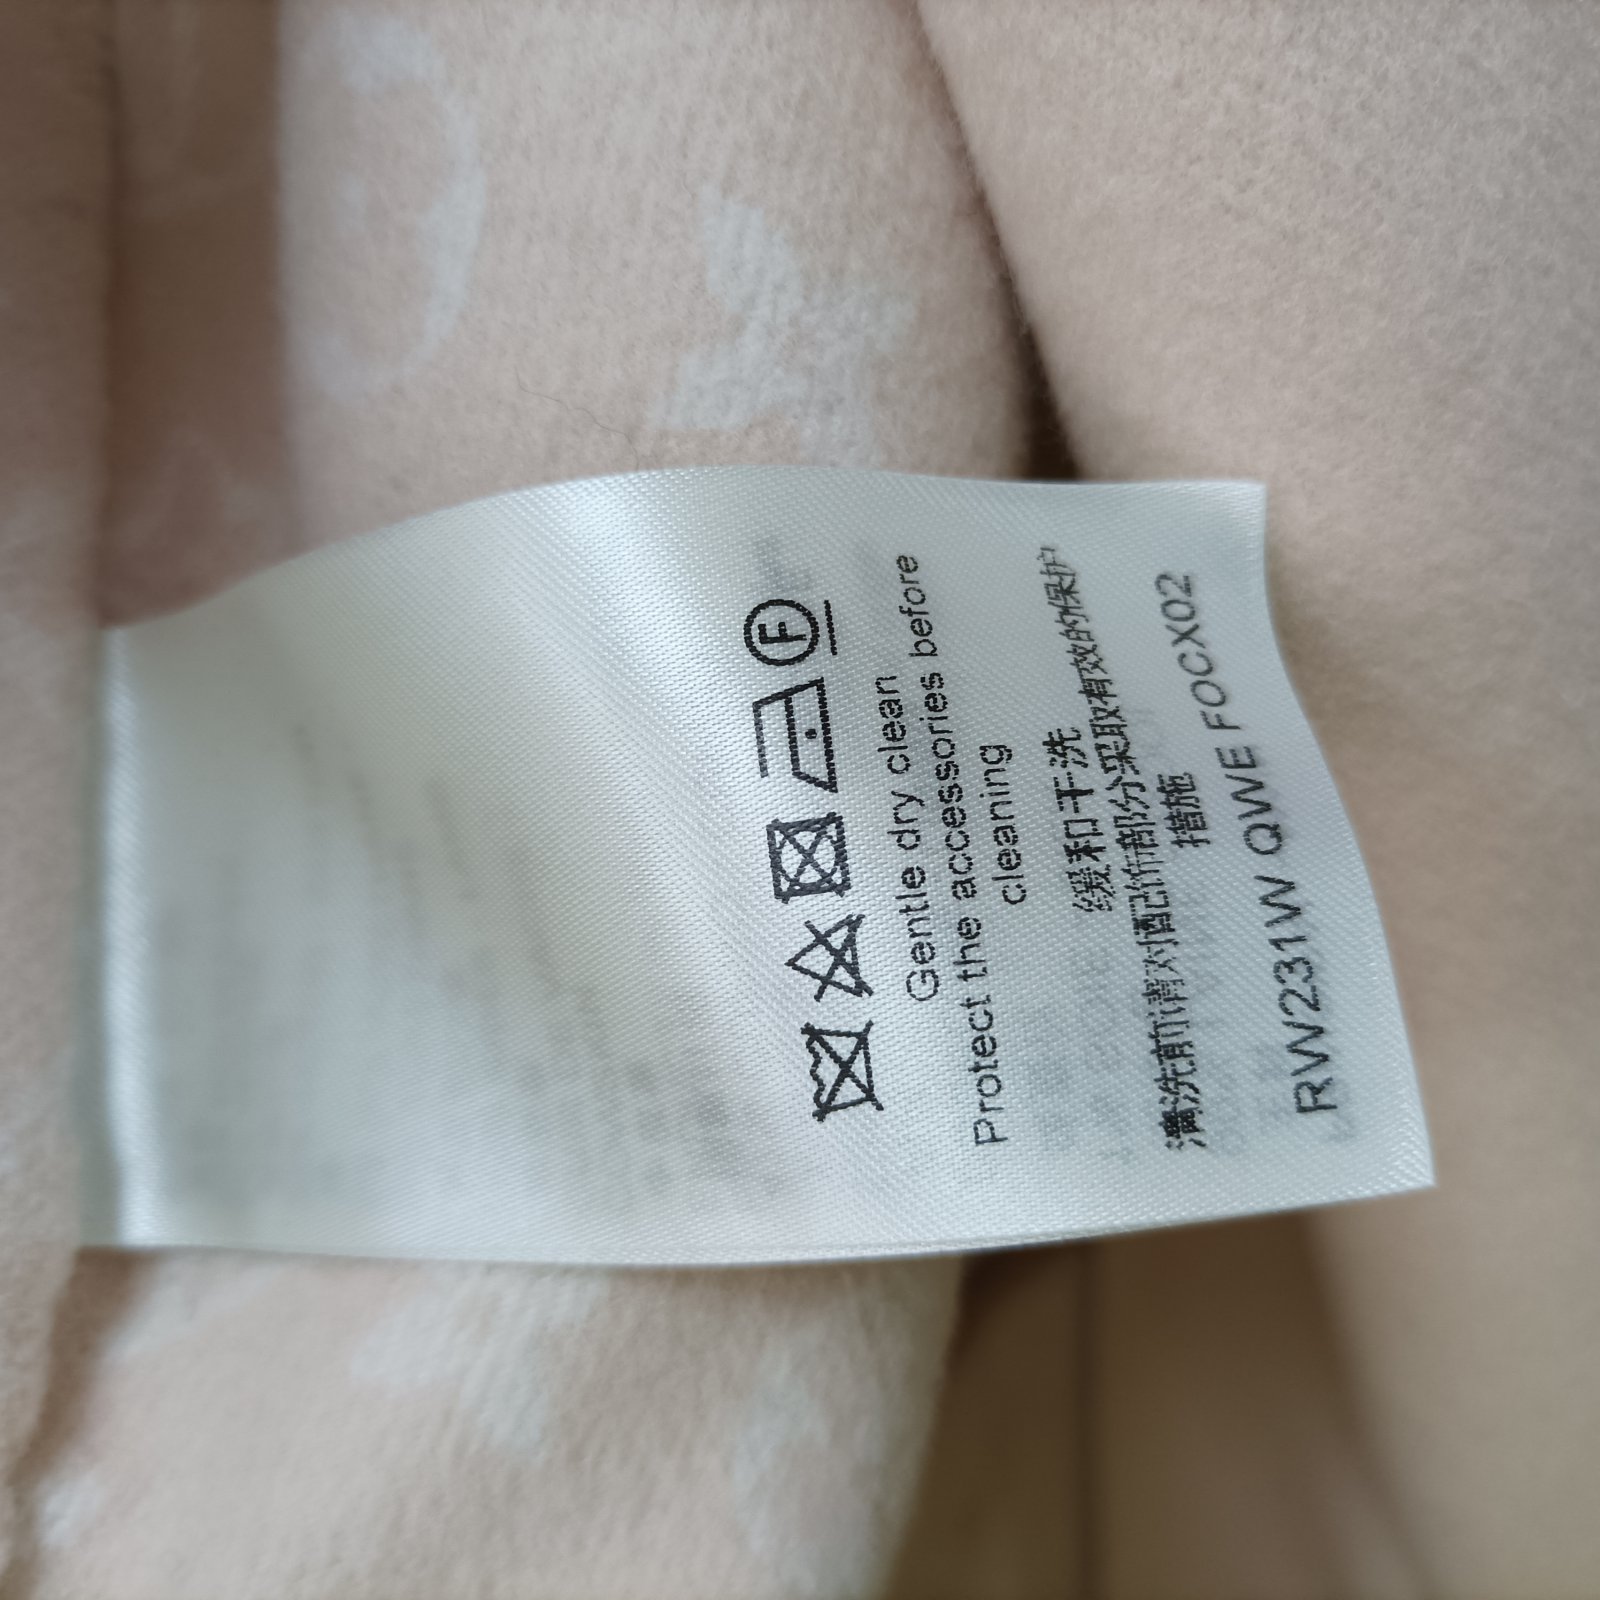 F
Gentle dry clean
Protect the accessories before
cleaning
缓和干洗
清洗前请对配饰部分采取有效的保护
措施
RW231W QWE FOCX02